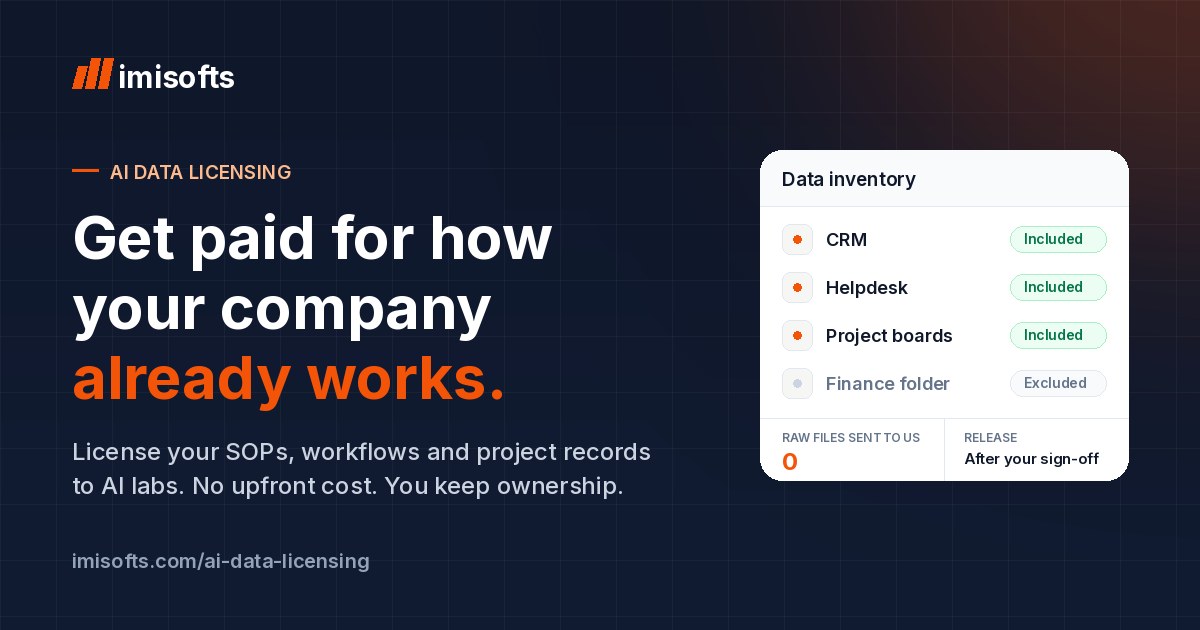 imisofts
AI DATA LICENSING
Get paid for how
your company
already works.
License your SOPs, workflows and project records
to AI labs. No upfront cost. You keep ownership.
imisofts.com/ai-data-licensing
Data inventory
CRM Included
Helpdesk Included
Project boards Included
Finance folder Excluded
RAW FILES SENT TO US
0
RELEASE
After your sign-off